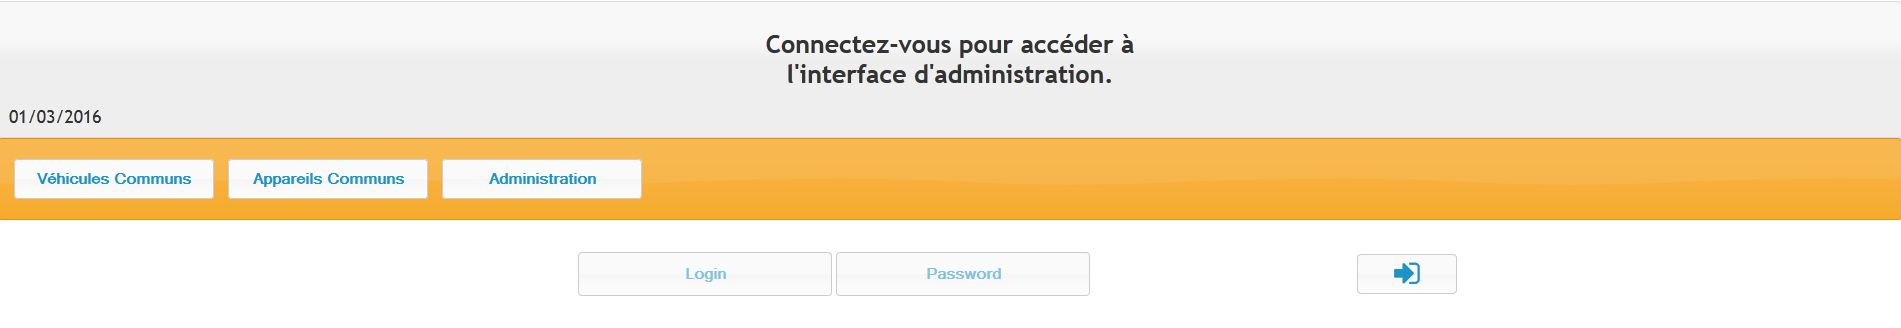 Connectez-vous pour accéder à
l'interface d'administration.
01/03/2016
Véhicules Communs Appareils Communs Administration
Login Password